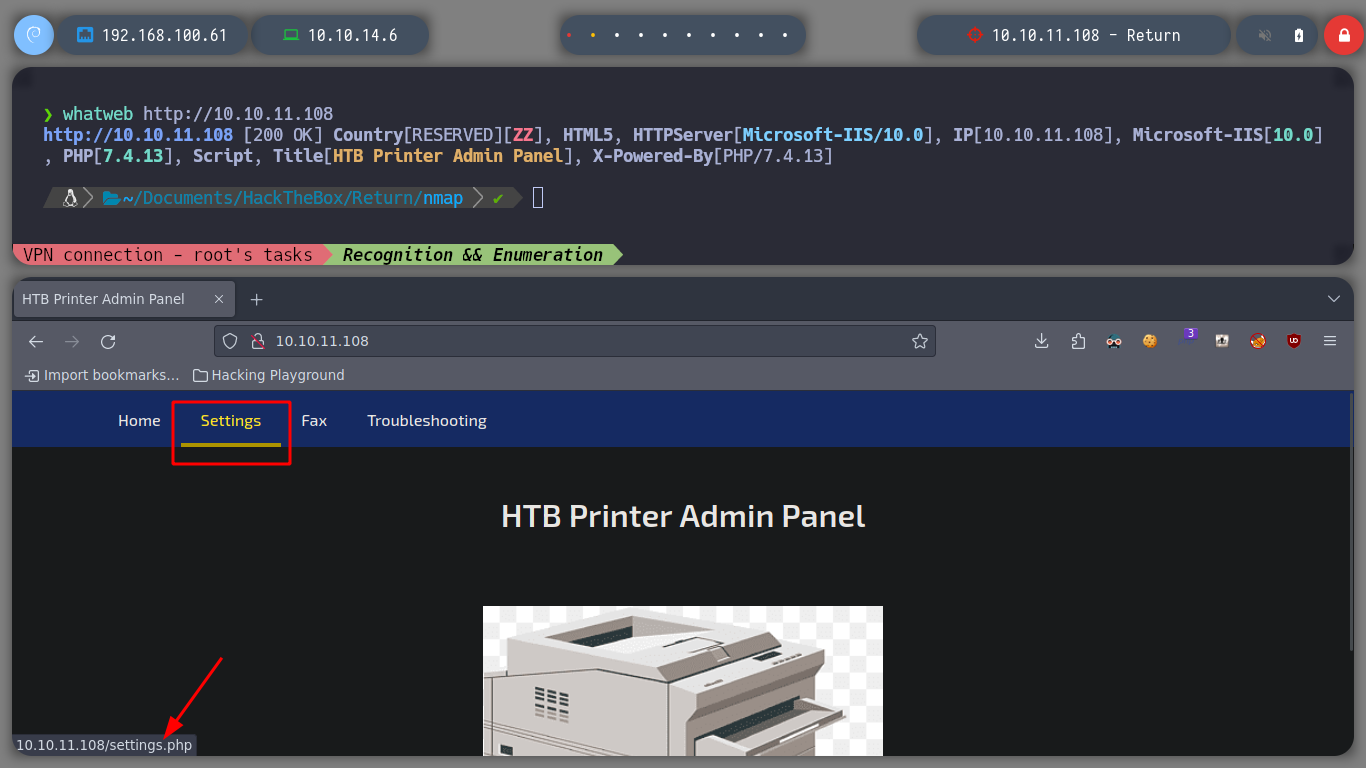 192.168.100.61 10.10.14.6 10.10.11.108 - Return
❯ whatweb http://10.10.11.108
http://10.10.11.108 [200 OK] Country[RESERVED][ZZ], HTML5, HTTPServer[Microsoft-IIS/10.0], IP[10.10.11.108], Microsoft-IIS[10.0]
, PHP[7.4.13], Script, Title[HTB Printer Admin Panel], X-Powered-By[PHP/7.4.13]
~/Documents/HackTheBox/Return/nmap ✔
VPN connection - root's tasks Recognition && Enumeration
HTB Printer Admin Panel
10.10.11.108 3 UO
Import bookmarks... Hacking Playground
Home Settings Fax Troubleshooting
HTB Printer Admin Panel
10.10.11.108/settings.php